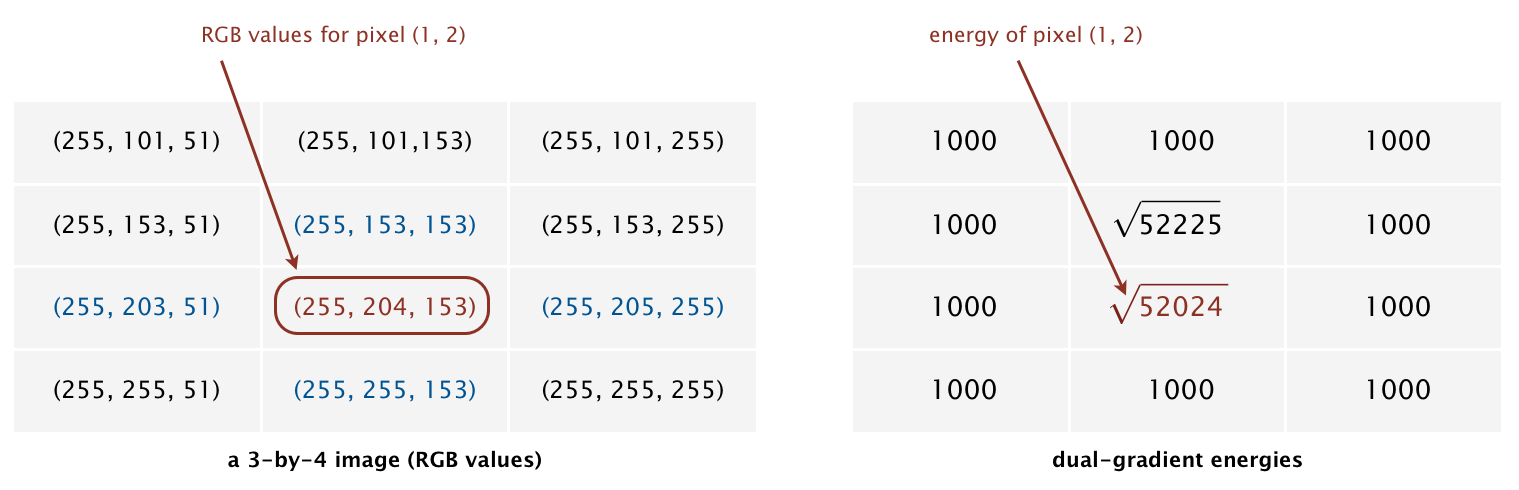 RGB values for pixel (1, 2)
energy of pixel (1, 2)
(255, 101, 51) (255, 101,153) (255, 101, 255)
(255, 153, 51) (255, 153, 153) (255, 153, 255)
(255, 203, 51) (255, 204, 153) (255, 205, 255)
(255, 255, 51) (255, 255, 153) (255, 255, 255)
a 3-by-4 image (RGB values)
1000 1000 1000
1000 √52225 1000
1000 √52024 1000
1000 1000 1000
dual-gradient energies